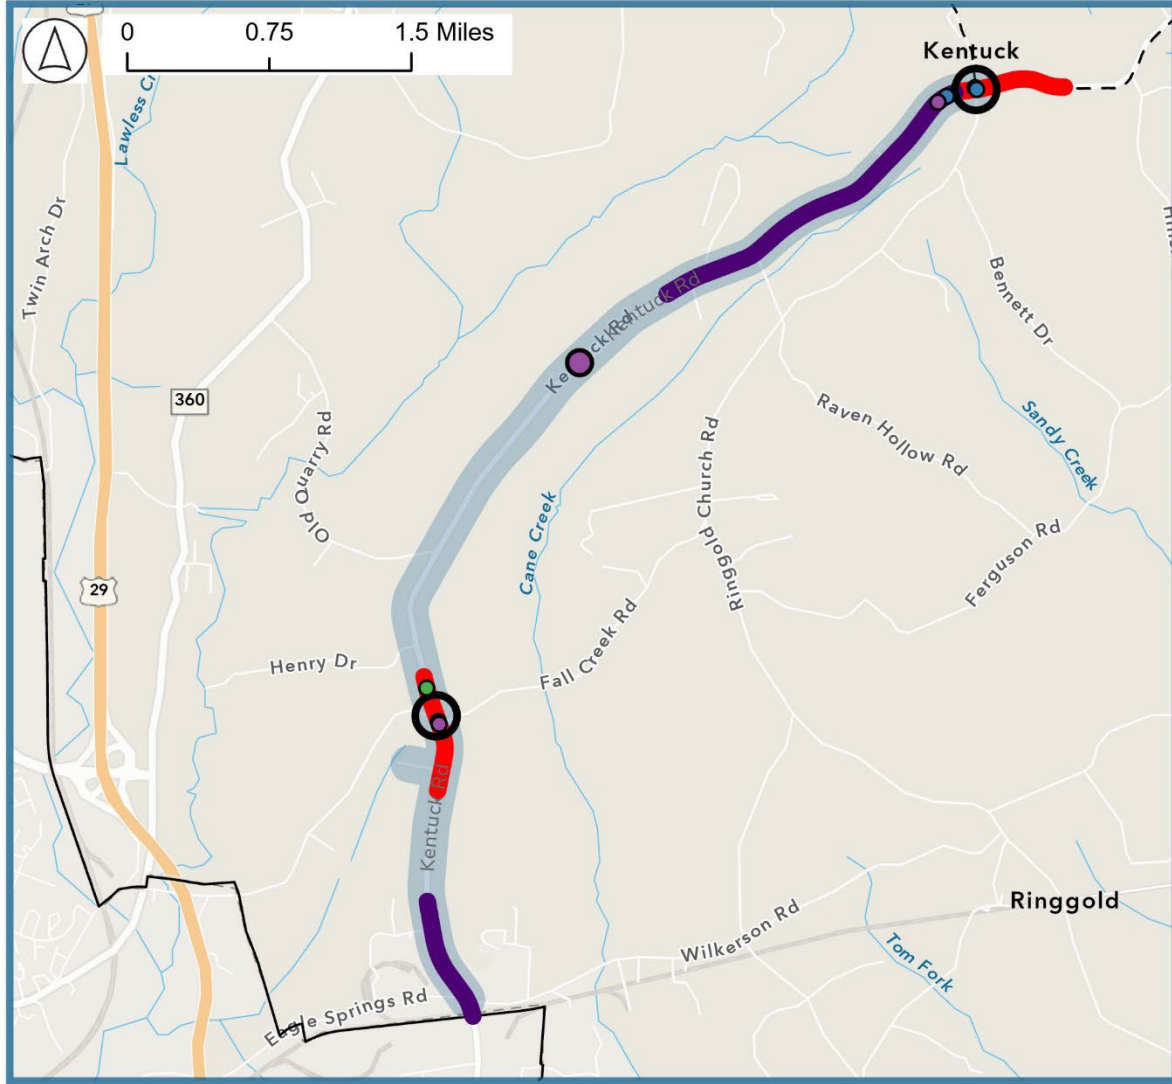 0 0.75 1.5 Miles
Kentuck
Lawless Cr
Twin Arch Dr
Kentuck Rd
Kentuck Rd
Bennett Dr
360
Old Quarry Rd
Raven Hollow Rd
Sandy Creek
Ringgold Church Rd
Cane Creek
Ferguson Rd
29
Henry Dr
Fall Creek Rd
Kentuck Rd
Ringgold
Wilkerson Rd
Tom Fork
Eagle Springs Rd